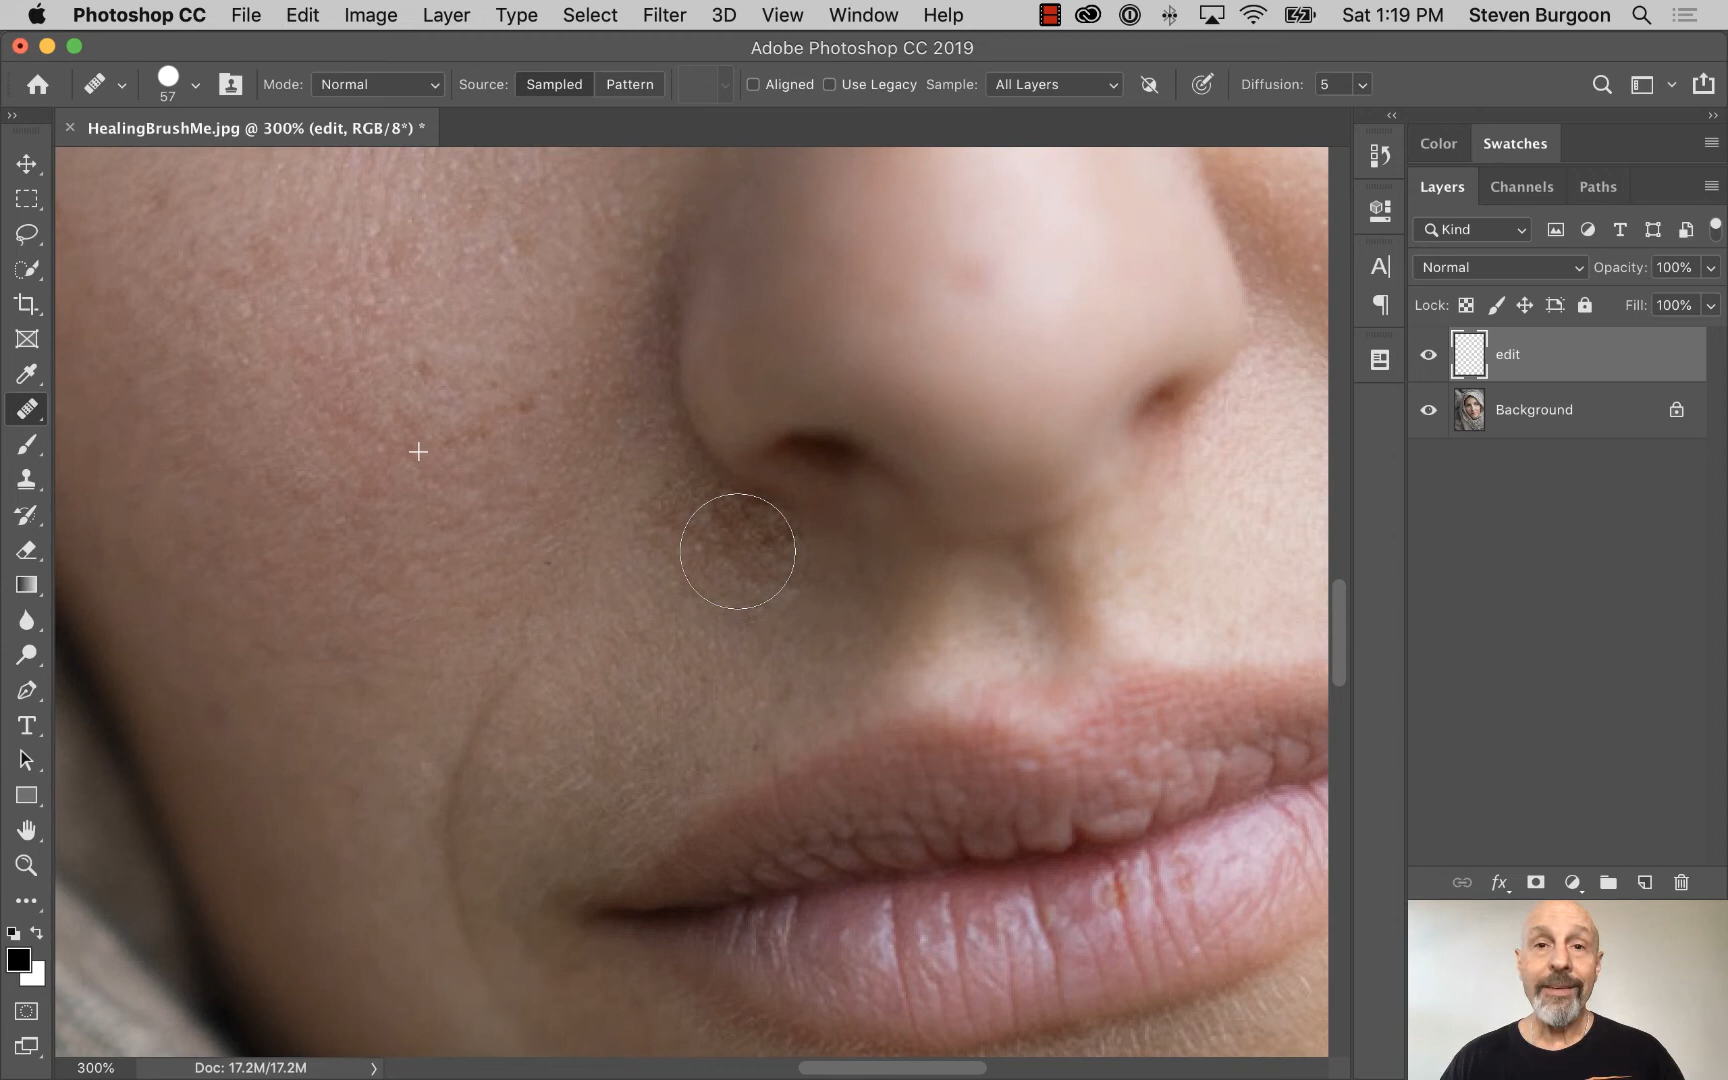 Photoshop CC File Edit Image Layer Type Select Filter 3D View Window Help Sat 1:19 PM Steven Burgoon
Adobe Photoshop CC 2019
57 Mode: Normal Source: Sampled Pattern Aligned Use Legacy Sample: All Layers Diffusion: 5
HealingBrushMe.jpg @ 300% (edit, RGB/8*) *
Color Swatches
Layers Channels Paths
Kind
Normal Opacity: 100%
Lock: Fill: 100%
edit
Background
fx
300% Doc: 17.2M/17.2M